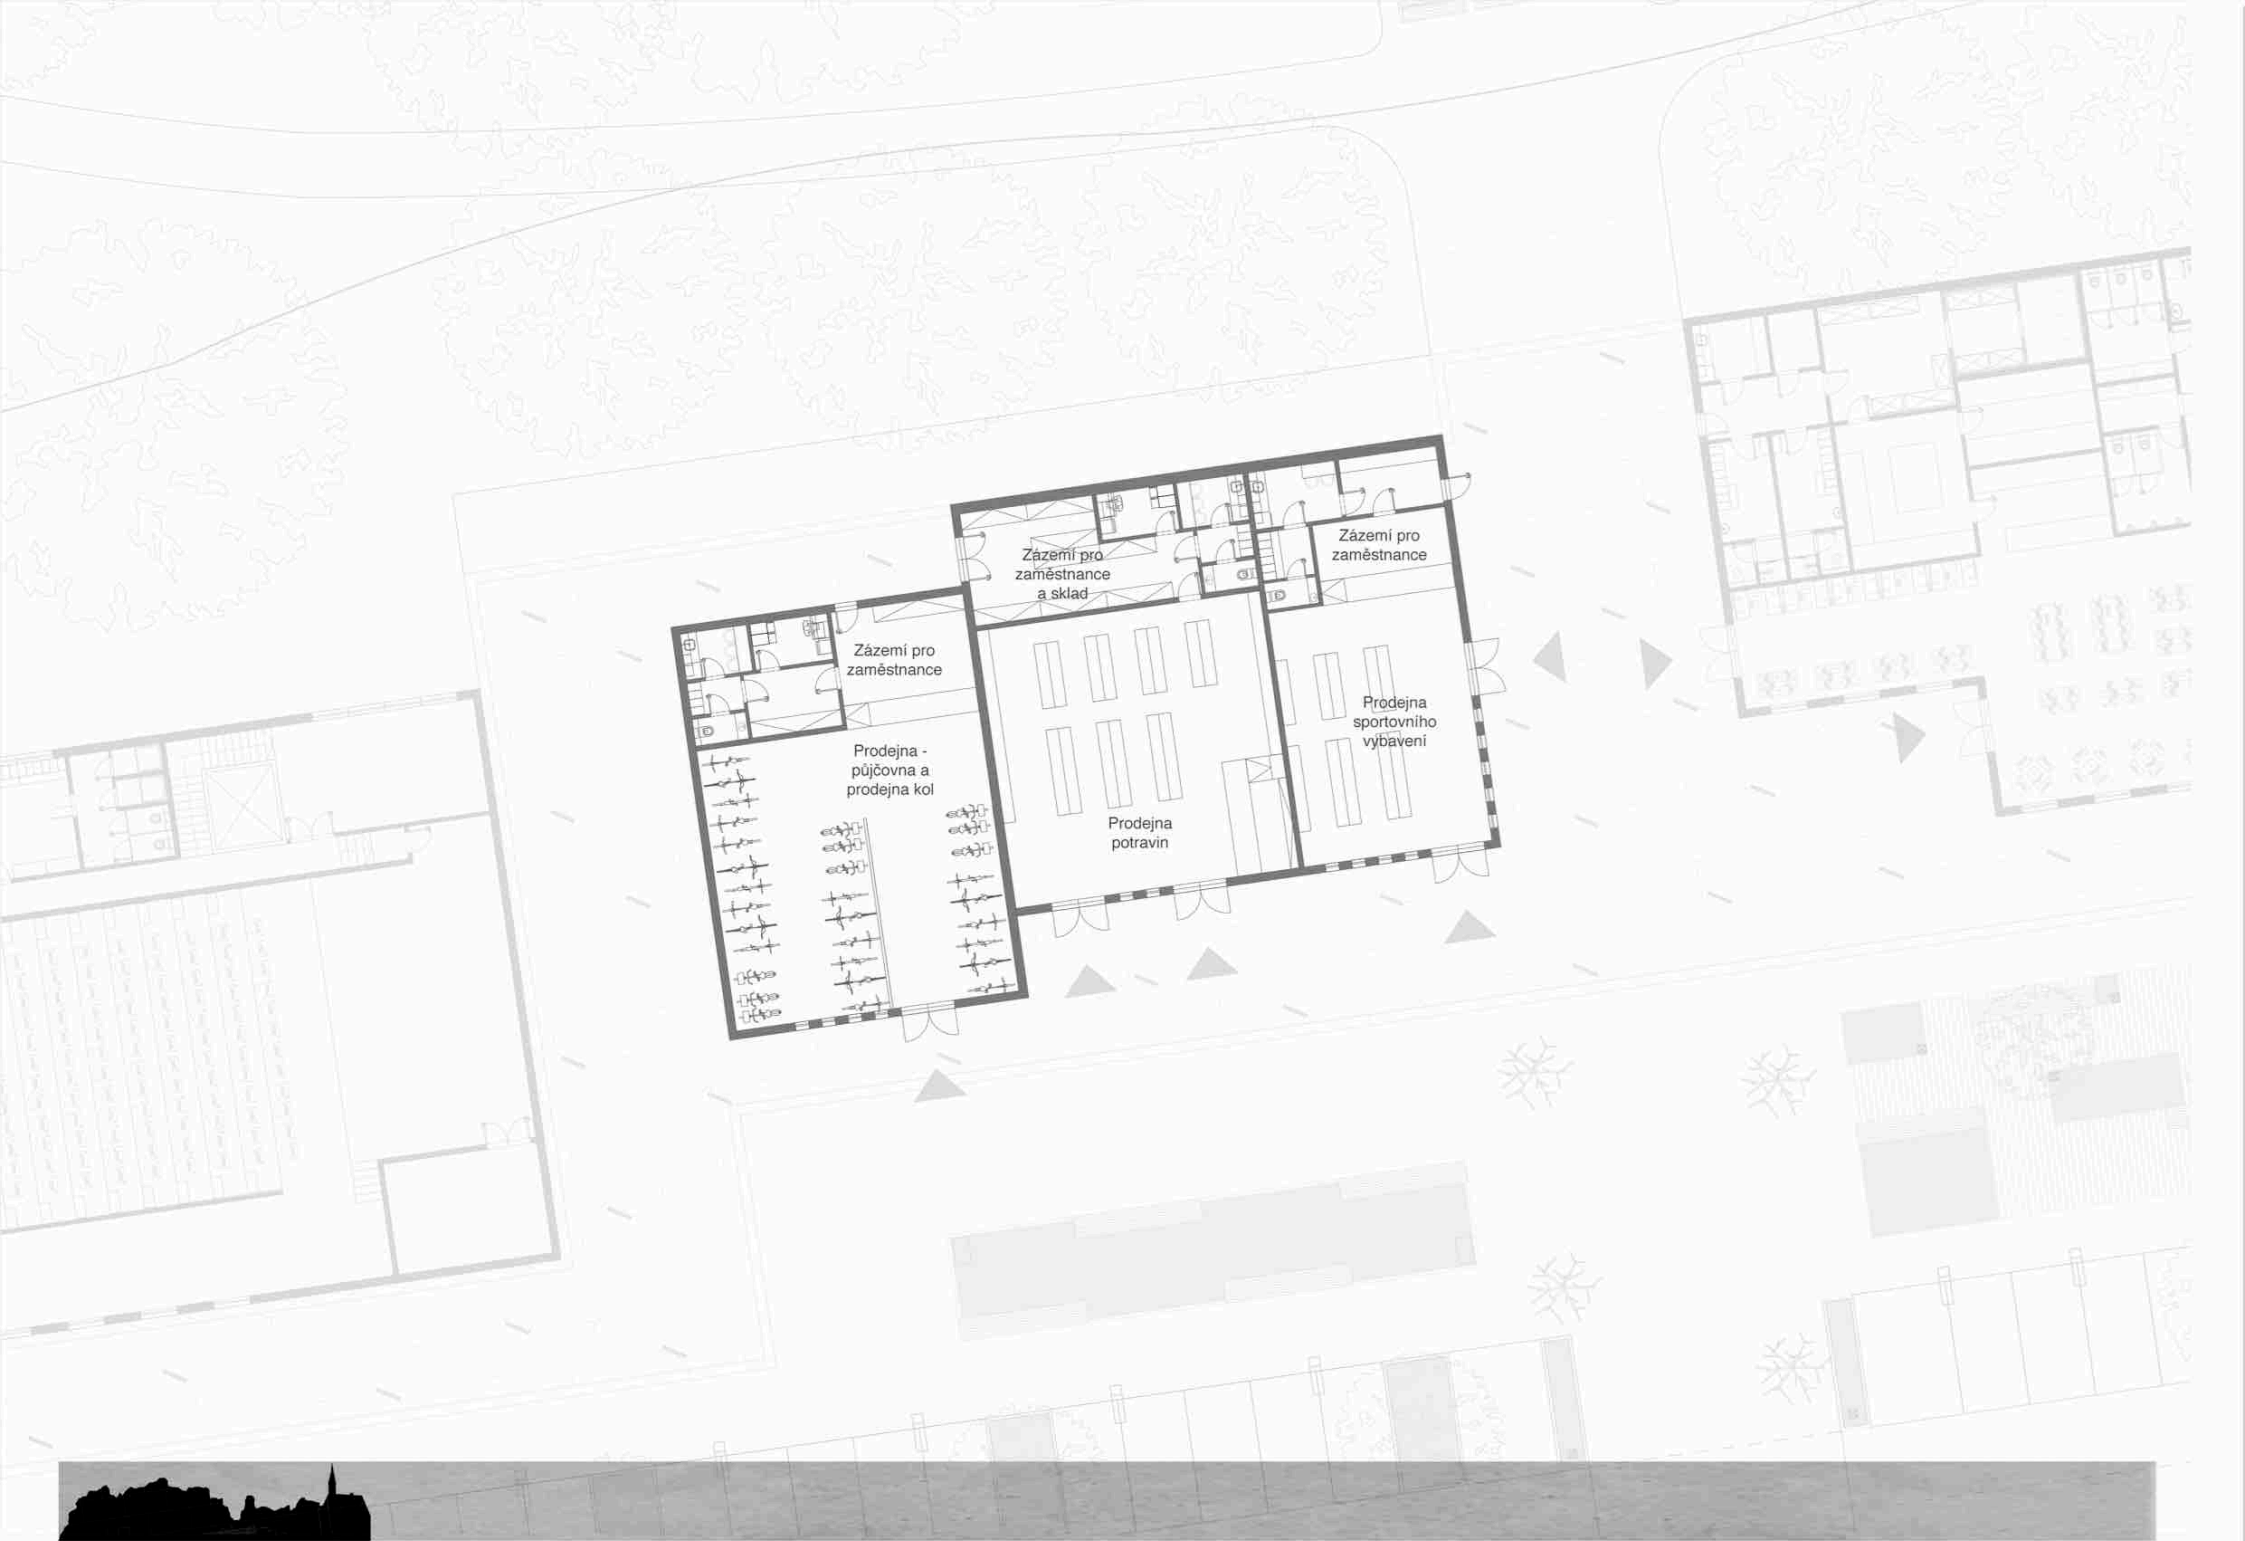 Zázemí pro
zaměstnance
Zázemí pro
zaměstnance
a sklad
Zázemí pro
zaměstnance
Prodejna
sportovního
vybavení
Prodejna -
půjčovna a
prodejna kol
Prodejna
potravin